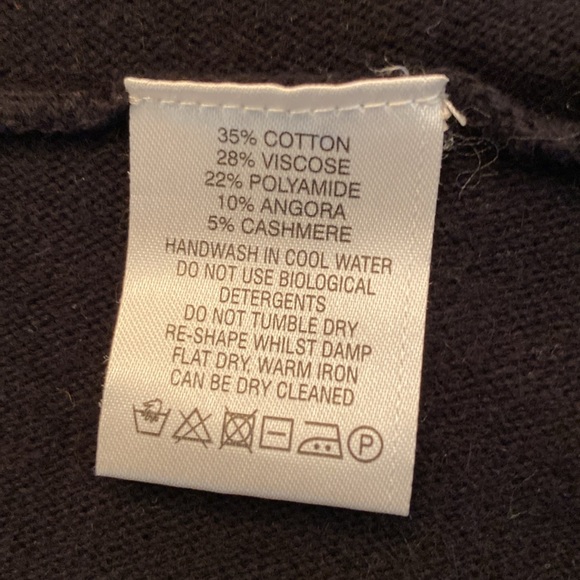 35% COTTON
28% VISCOSE
22% POLYAMIDE
10% ANGORA
5% CASHMERE
HANDWASH IN COOL WATER
DO NOT USE BIOLOGICAL
DETERGENTS
DO NOT TUMBLE DRY
RE-SHAPE WHILST DAMP
FLAT DRY. WARM IRON
CAN BE DRY CLEANED
P